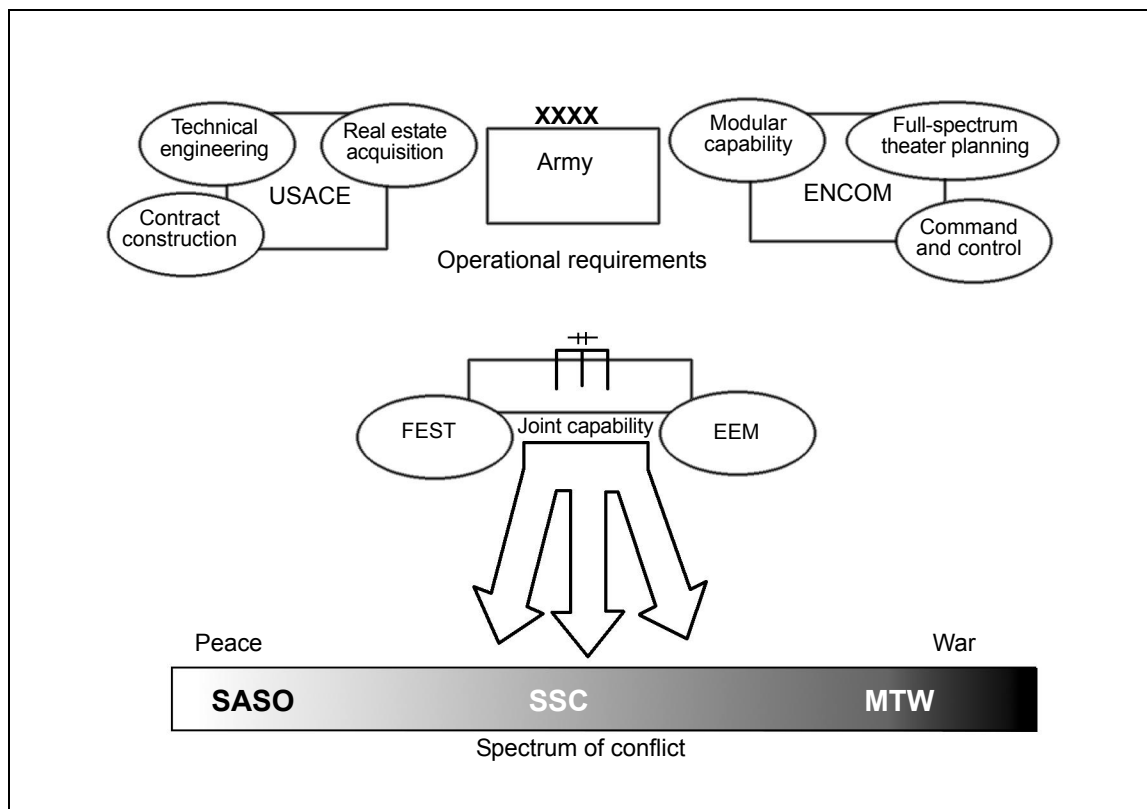 XXXX
Technical
engineering
Real estate
acquisition
USACE
Contract
construction
Army
Modular
capability
Full-spectrum
theater planning
ENCOM
Command
and control
Operational requirements
FEST
Joint capability
EEM
Peace
War
SASO
SSC
MTW
Spectrum of conflict